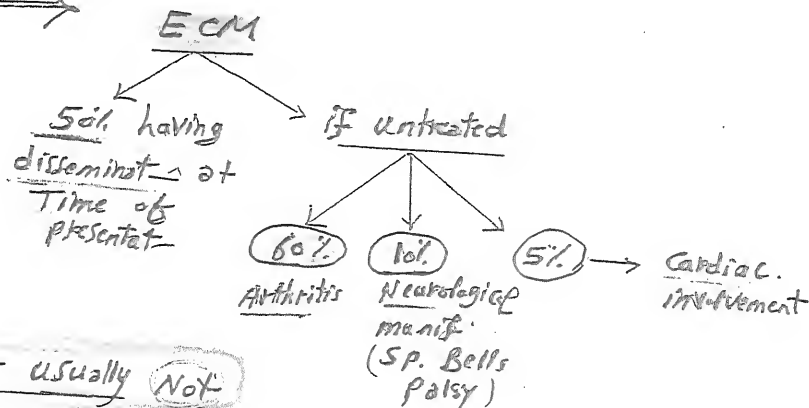 ECM
50% having
disseminat- at
Time of
presentat-
if untreated
60%
Arthritis
10%
Neurological
manif.
(Sp. Bells
Palsy)
5% → Cardiac.
involvement
usually Not